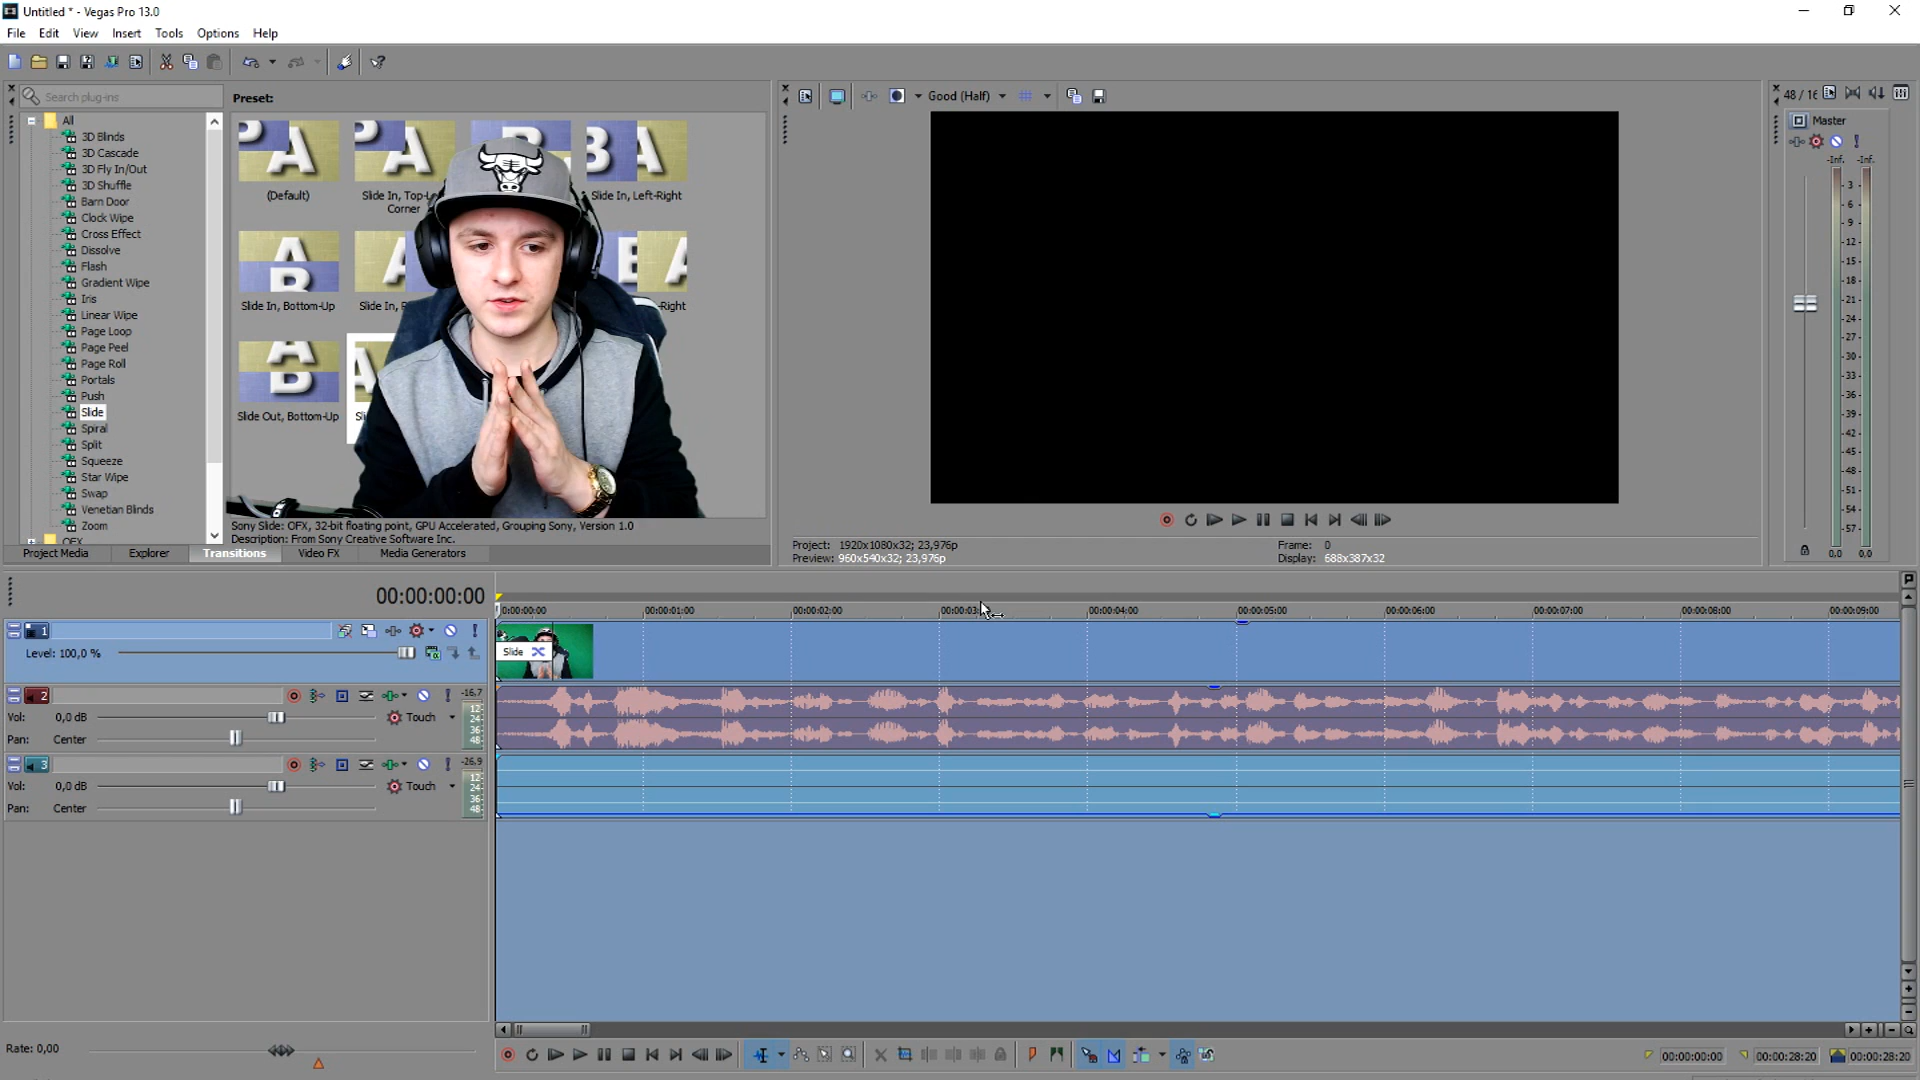 Untitled * - Vegas Pro 13.0
File Edit View Insert Tools Options Help
Search plug-ins
Preset:
All
3D Blinds
3D Cascade
3D Fly In/Out
3D Shuffle
Barn Door
Clock Wipe
Cross Effect
Dissolve
Flash
Gradient Wipe
Iris
Linear Wipe
Page Loop
Page Peel
Page Roll
Portals
Push
Slide
Spiral
Split
Squeeze
Star Wipe
Swap
Venetian Blinds
Zoom
OFX
(Default)
Slide In, Top-Le
Corner
Slide In, Left-Right
Slide In, Bottom-Up
Slide In,
-Right
Slide Out, Bottom-Up
Sony Slide: OFX, 32-bit floating point, GPU Accelerated, Grouping Sony, Version 1.0
Description: From Sony Creative Software Inc.
Project Media Explorer Transitions Video FX Media Generators
Good (Half)
Project: 1920x1080x32; 23,976p
Preview: 960x540x32; 23,976p
Frame: 0
Display: 688x387x32
48 / 16
Master
-Inf. -Inf.
- 3 -
- 6 -
- 9 -
-12-
-15-
-18-
-21-
-24-
-27-
-30-
-33-
-36-
-39-
-42-
-45-
-48-
-51-
-54-
-57-
0,0 0,0
00:00:00:00
00:00:00:00 00:00:01:00 00:00:02:00 00:00:03: 00:00:04:00 00:00:05:00 00:00:06:00 00:00:07:00 00:00:08:00 00:00:09:00
1
Level: 100,0 %
Slide
2
-16,7
Vol: 0,0 dB Touch
Pan: Center
12
24
36
48
3
-26,9
Vol: 0,0 dB Touch
Pan: Center
12
24
36
48
Rate: 0,00
00:00:00:00 00:00:28:20 00:00:28:20